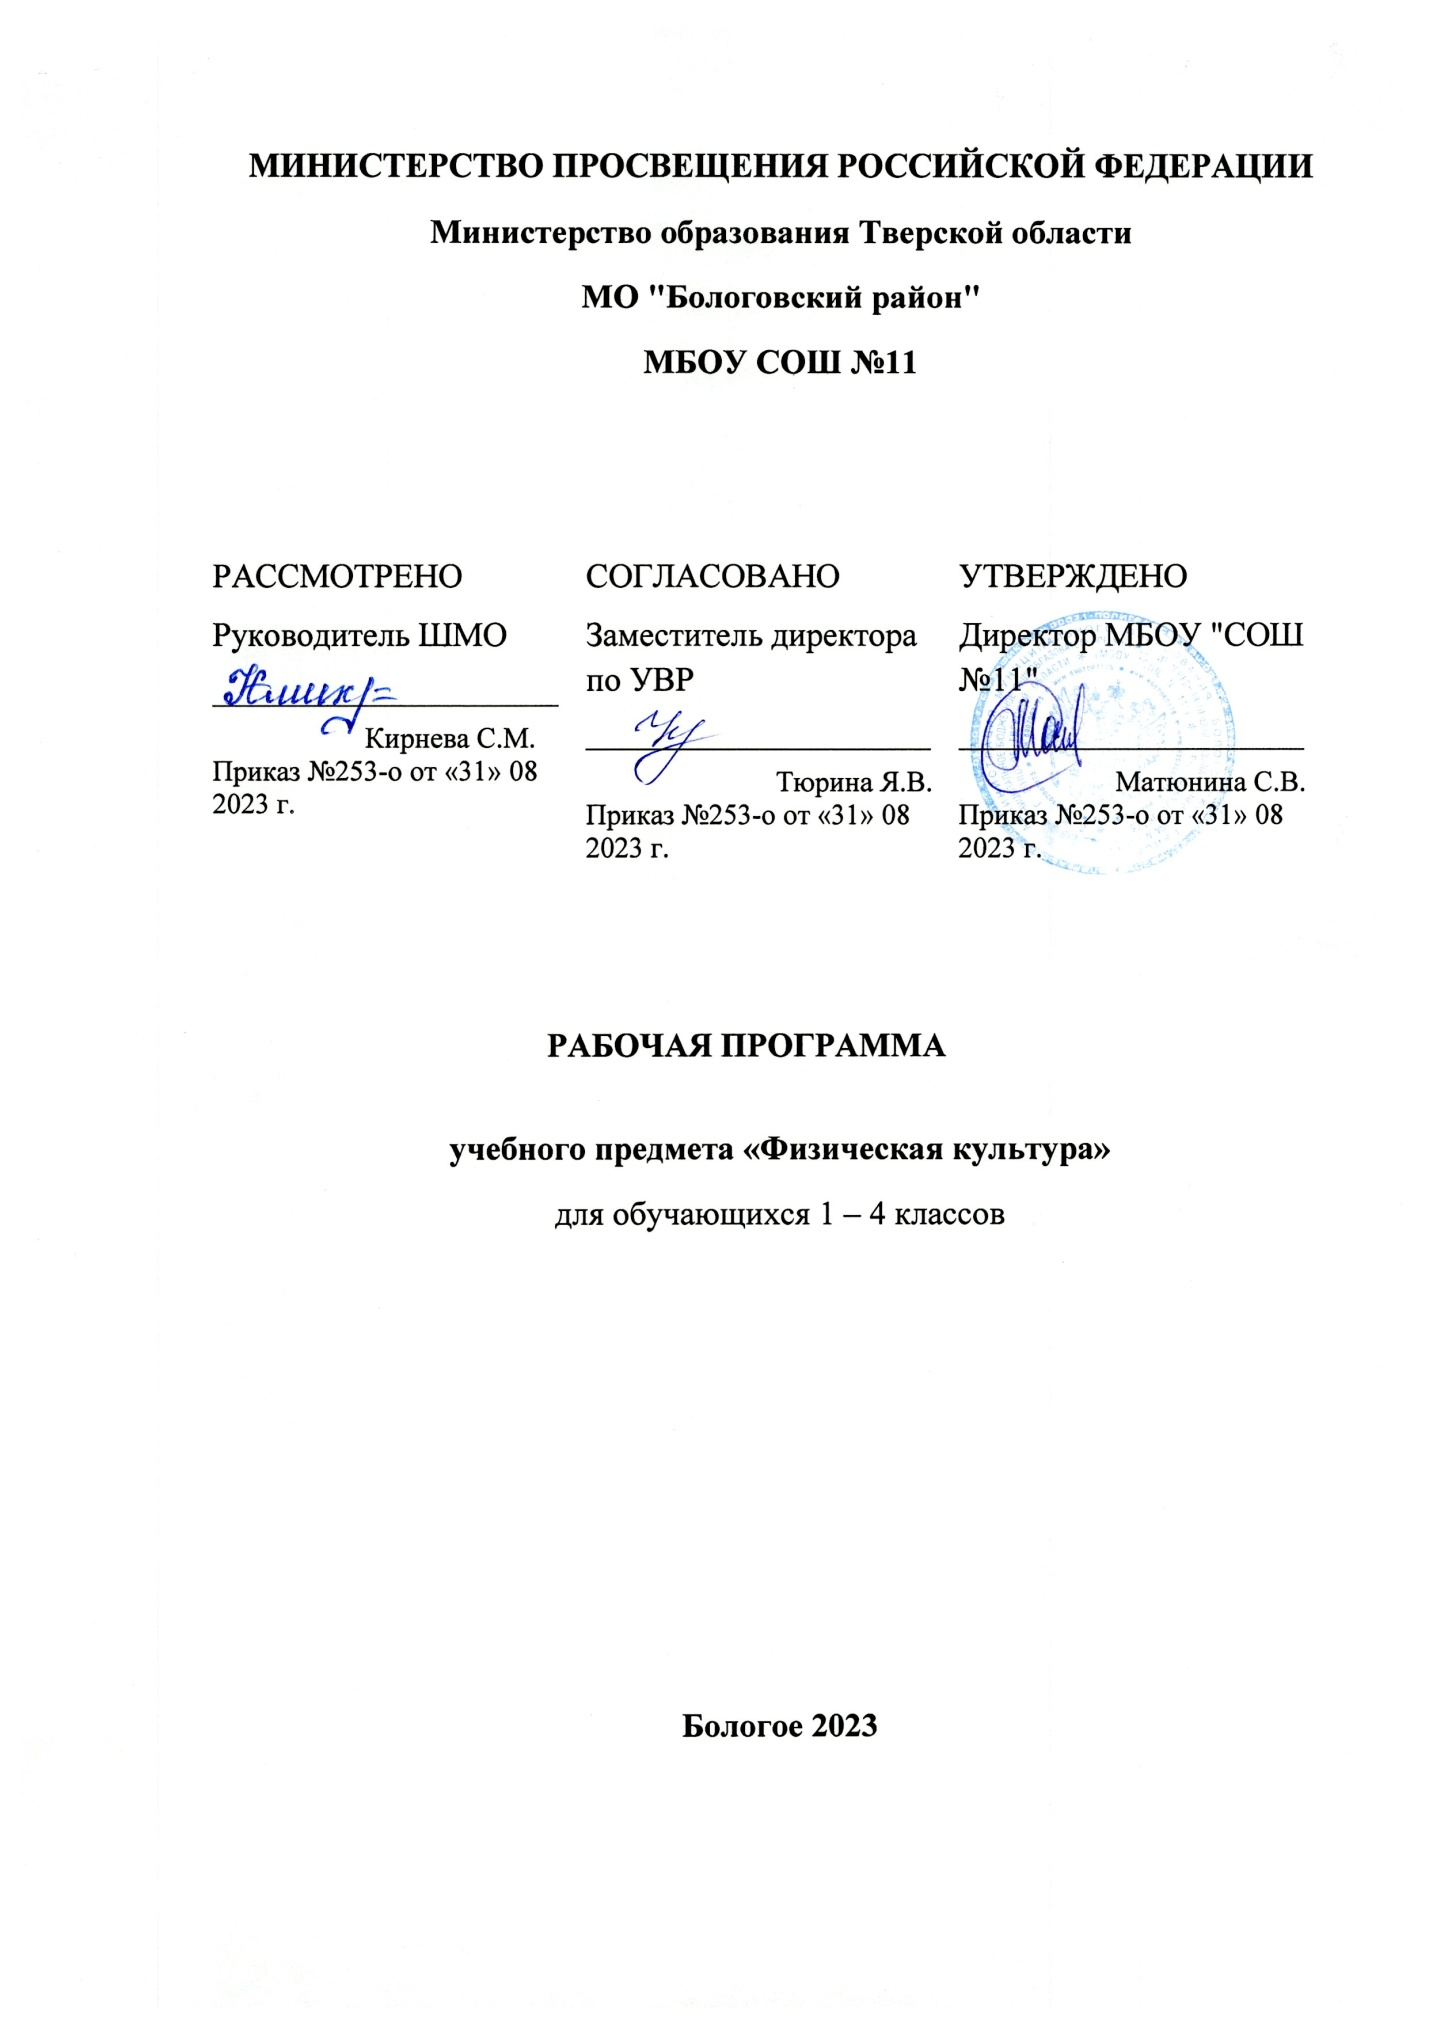 МИНИСТЕРСТВО ПРОСВЕЩЕНИЯ РОССИЙСКОЙ ФЕДЕРАЦИИ
Министерство образования Тверской области
МО "Бологовский район"
МБОУ СОШ №11
РАССМОТРЕНО
Руководитель ШМО
Кирнева С.М.
Приказ №253-о от «31» 08
2023 г.
СОГЛАСОВАНО
Заместитель директора
по УВР
Тюрина Я.В.
Приказ №253-о от «31» 08
2023 г.
УТВЕРЖДЕНО
Директор МБОУ "СОШ
№11"
Матюнина С.В.
Приказ №253-о от «31» 08
2023 г.
РАБОЧАЯ ПРОГРАММА
учебного предмета «Физическая культура»
для обучающихся 1 – 4 классов
Бологое 2023